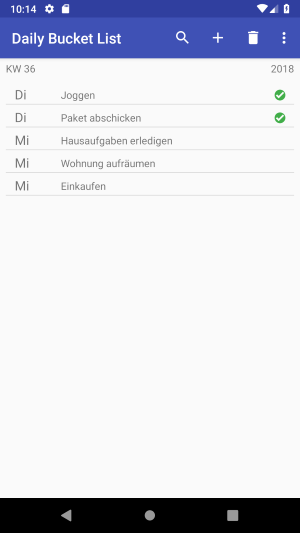 10:14
Daily Bucket List
KW 36 2018
Di Joggen
Di Paket abschicken
Mi Hausaufgaben erledigen
Mi Wohnung aufräumen
Mi Einkaufen